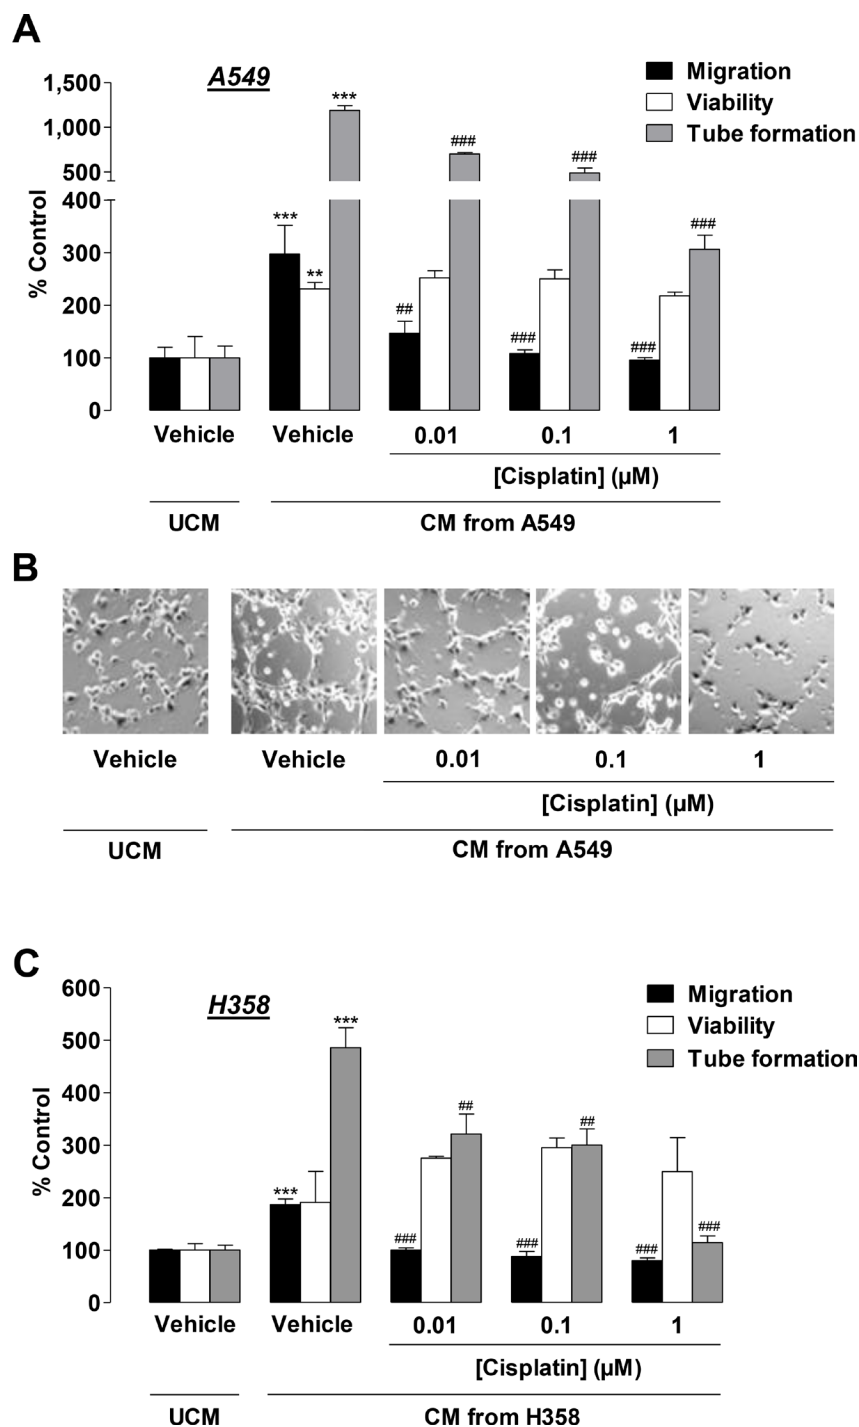 A
A549
Migration
Viability
Tube formation
% Control
1,500
1,000
500
400
300
200
100
0
***
**
***
##
###
###
###
###
###
Vehicle Vehicle 0.01 0.1 1
[Cisplatin] (µM)
UCM CM from A549
B
Vehicle Vehicle 0.01 0.1 1
[Cisplatin] (µM)
UCM CM from A549
C
H358
Migration
Viability
Tube formation
% Control
600
500
400
300
200
100
0
***
***
###
##
###
##
###
###
Vehicle Vehicle 0.01 0.1 1
[Cisplatin] (µM)
UCM CM from H358